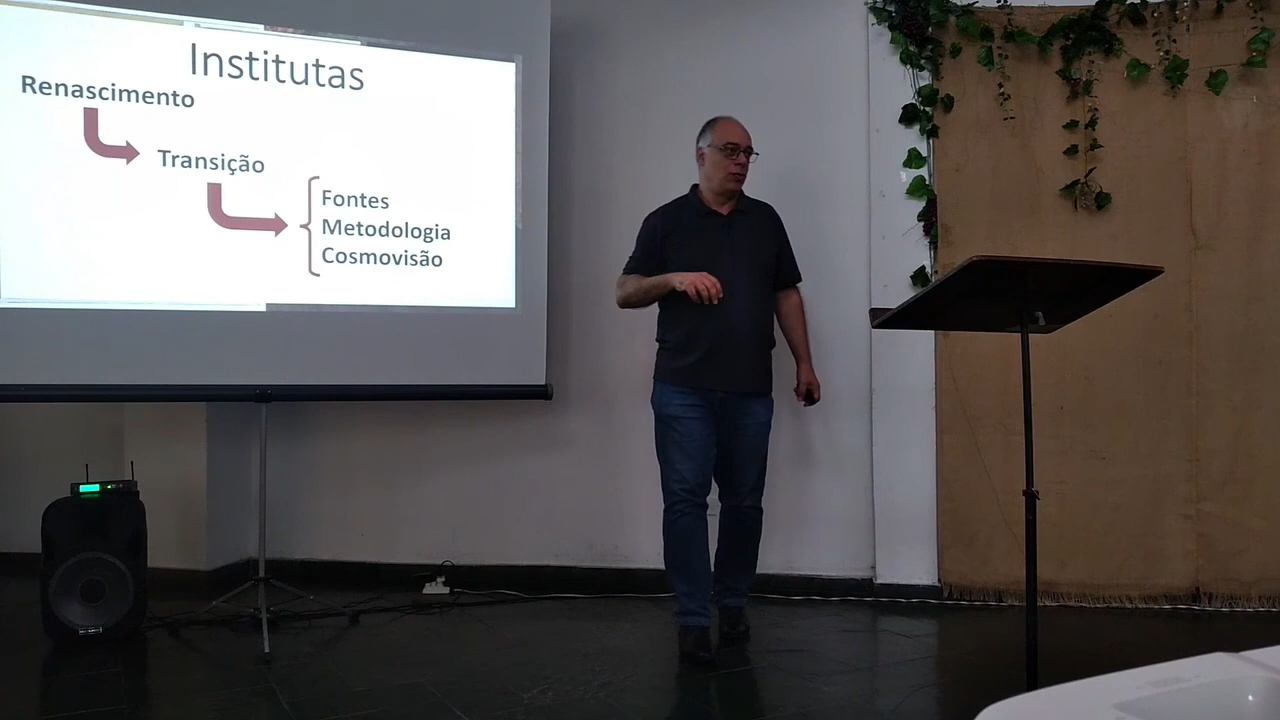 Institutas
Renascimento
Transição
Fontes
Metodologia
Cosmovisão